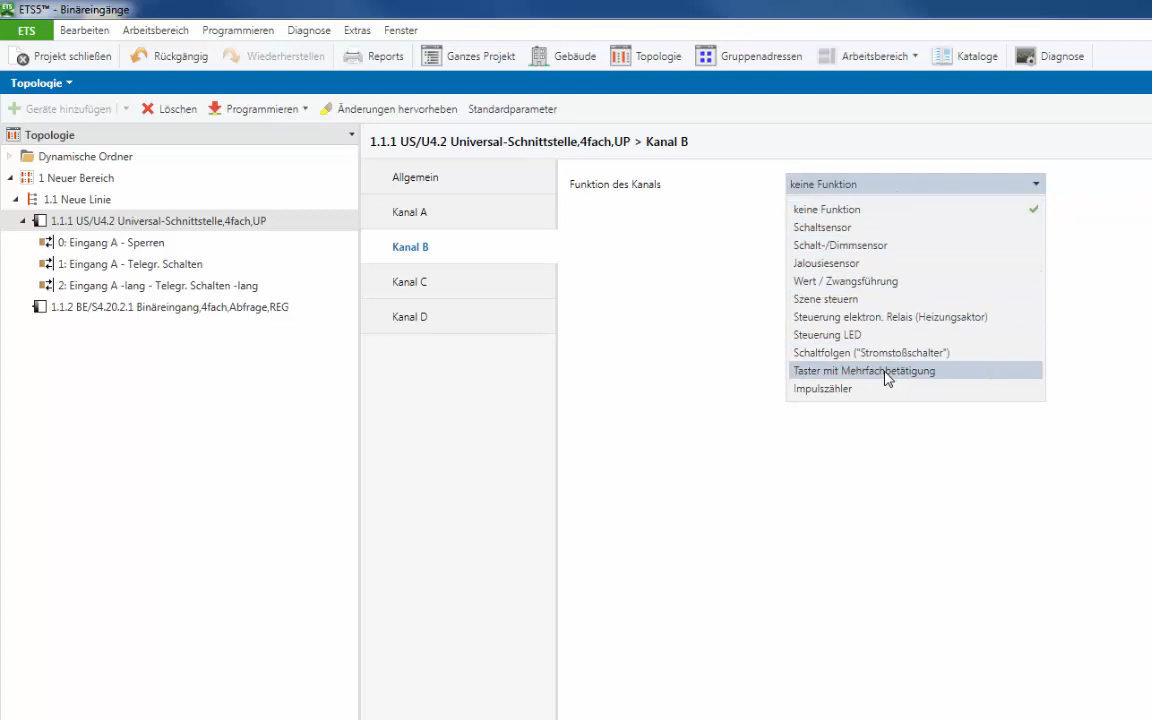 ETS ETS5™ - Binäreingänge
ETS Bearbeiten Arbeitsbereich Programmieren Diagnose Extras Fenster
Projekt schließen Rückgängig Wiederherstellen Reports Ganzes Projekt Gebäude Topologie Gruppenadressen Arbeitsbereich Kataloge Diagnose
Topologie
Geräte hinzufügen Löschen Programmieren Änderungen hervorheben Standardparameter
Topologie
Dynamische Ordner
1 Neuer Bereich
1.1 Neue Linie
1.1.1 US/U4.2 Universal-Schnittstelle,4fach,UP
0: Eingang A - Sperren
1: Eingang A - Telegr. Schalten
2: Eingang A -lang - Telegr. Schalten -lang
1.1.2 BE/S4.20.2.1 Binäreingang,4fach,Abfrage,REG
1.1.1 US/U4.2 Universal-Schnittstelle,4fach,UP > Kanal B
Allgemein
Kanal A
Kanal B
Kanal C
Kanal D
Funktion des Kanals
keine Funktion
keine Funktion
Schaltsensor
Schalt-/Dimmsensor
Jalousiesensor
Wert / Zwangsführung
Szene steuern
Steuerung elektron. Relais (Heizungsaktor)
Steuerung LED
Schaltfolgen ("Stromstoßschalter")
Taster mit Mehrfachbetätigung
Impulszähler